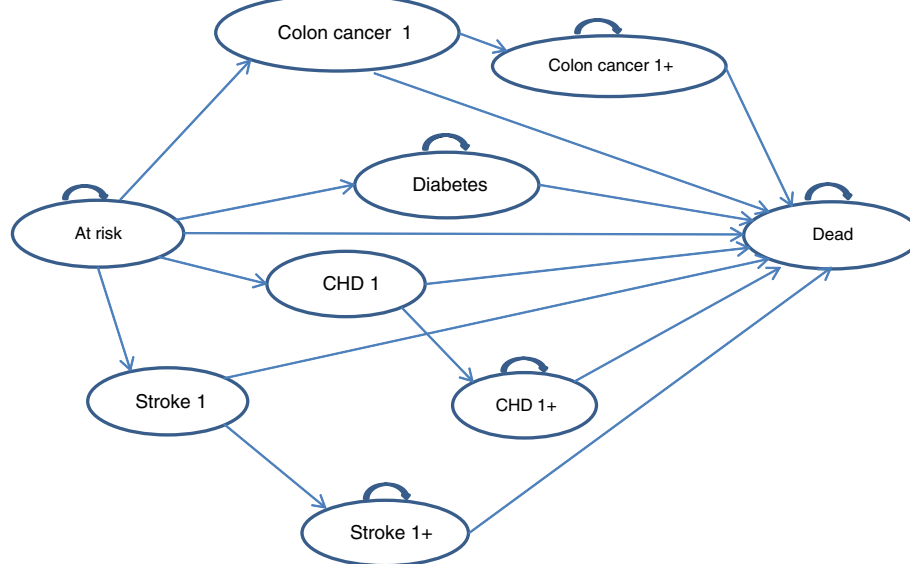 Colon cancer 1
Colon cancer 1+
Diabetes
At risk
Dead
CHD 1
Stroke 1
CHD 1+
Stroke 1+